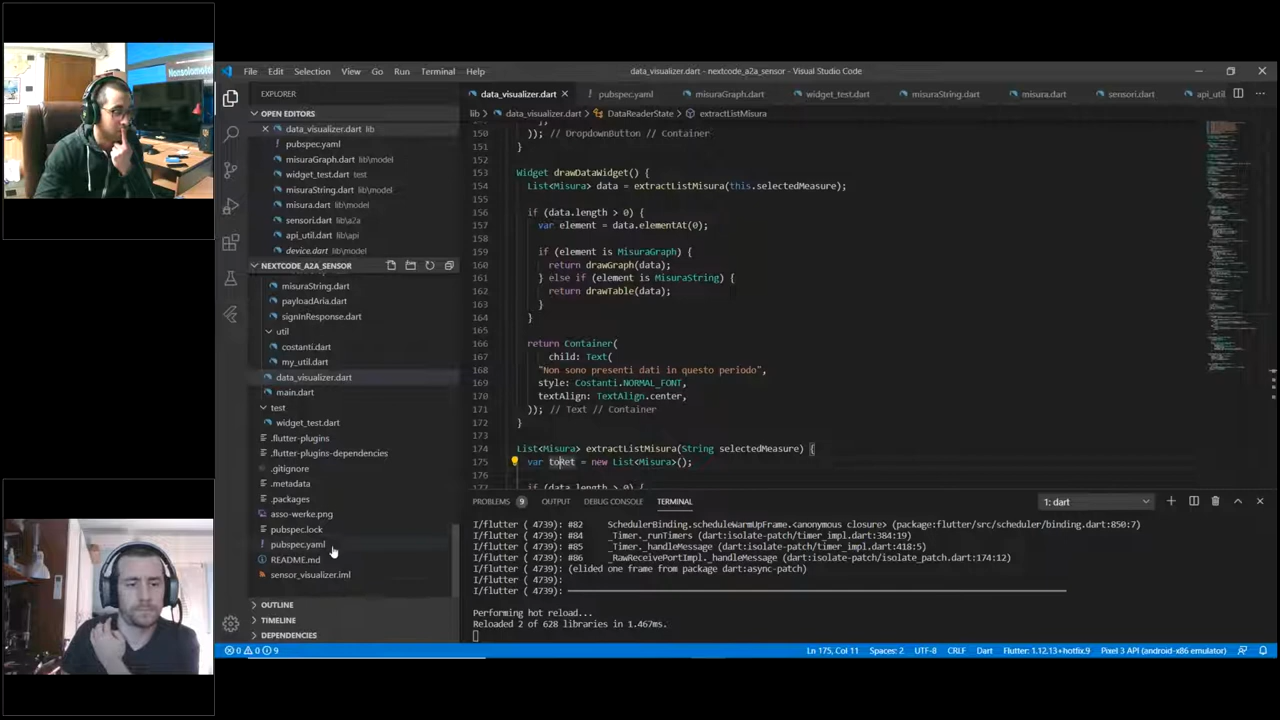 Nonsolomotel
File Edit Selection View Go Run Terminal Help
data_visualizer.dart - nextcode_a2a_sensor - Visual Studio Code
EXPLORER
OPEN EDITORS
data_visualizer.dart lib
pubspec.yaml
misuraGraph.dart lib\model
widget_test.dart test
misuraString.dart lib\model
misura.dart lib\model
sensori.dart lib\a2a
api_util.dart lib\api
device.dart lib\model
NEXTCODE_A2A_SENSOR
misuraString.dart
payloadAria.dart
signInResponse.dart
util
costanti.dart
my_util.dart
data_visualizer.dart
main.dart
test
widget_test.dart
.flutter-plugins
.flutter-plugins-dependencies
.gitignore
.metadata
.packages
asso-werke.png
pubspec.lock
pubspec.yaml
README.md
sensor_visualizer.iml
OUTLINE
TIMELINE
DEPENDENCIES
data_visualizer.dart pubspec.yaml misuraGraph.dart widget_test.dart misuraString.dart misura.dart sensori.dart api_util
lib > data_visualizer.dart > DataReaderState > extractListMisura
150 )); // DropdownButton // Container
151 }
152
153 Widget drawDataWidget() {
154 List<Misura> data = extractListMisura(this.selectedMeasure);
155
156 if (data.length > 0) {
157 var element = data.elementAt(0);
158
159 if (element is MisuraGraph) {
160 return drawGraph(data);
161 } else if (element is MisuraString) {
162 return drawTable(data);
163 }
164 }
165
166 return Container(
167 child: Text(
168 "Non sono presenti dati in questo periodo",
169 style: Costanti.NORMAL_FONT,
170 textAlign: TextAlign.center,
171 )); // Text // Container
172 }
173
174 List<Misura> extractListMisura(String selectedMeasure) {
175 var toRet = new List<Misura>();
176
177 if (data.length > 0) {
PROBLEMS 9 OUTPUT DEBUG CONSOLE TERMINAL 1: dart
I/flutter ( 4739): #82 SchedulerBinding.scheduleWarmUpFrame.<anonymous closure> (package:flutter/src/scheduler/binding.dart:850:7)
I/flutter ( 4739): #84 _Timer._runTimers (dart:isolate-patch/timer_impl.dart:384:19)
I/flutter ( 4739): #85 _Timer._handleMessage (dart:isolate-patch/timer_impl.dart:418:5)
I/flutter ( 4739): #86 _RawReceivePortImpl._handleMessage (dart:isolate-patch/isolate_patch.dart:174:12)
I/flutter ( 4739): (elided one frame from package dart:async-patch)
I/flutter ( 4739):
I/flutter ( 4739):
Performing hot reload...
Reloaded 2 of 628 libraries in 1.467ms.
0 0 9 Ln 175, Col 11 Spaces: 2 UTF-8 CRLF Dart Flutter: 1.12.13+hotfix.9 Pixel 3 API (android-x86 emulator)